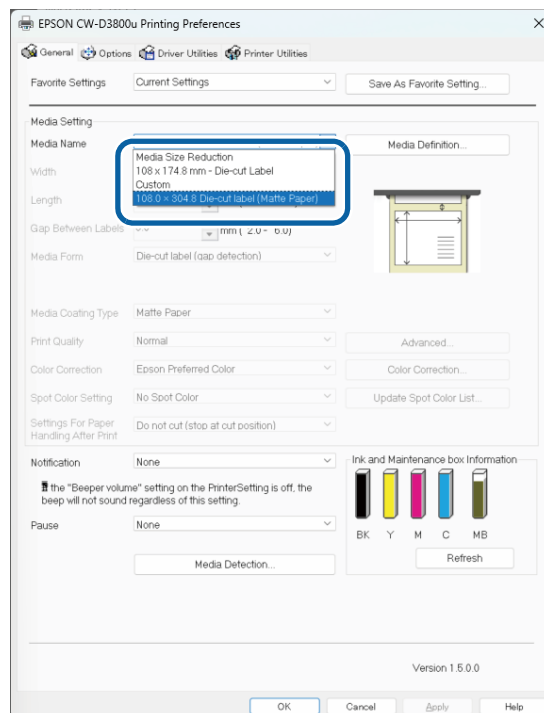 EPSON CW-D3800u Printing Preferences
General Options Driver Utilities Printer Utilities
Favorite Settings Current Settings Save As Favorite Setting...
Media Setting
Media Name Media Definition...
Media Size Reduction
108 x 174.8 mm - Die-cut Label
Width
Custom
Length 108.0 × 304.8 Die-cut label (Matte Paper)
Gap Between Labels mm ( 2.0 - 6.0)
Media Form Die-cut label (gap detection)
Media Coating Type Matte Paper
Print Quality Normal Advanced...
Color Correction Epson Preferred Color Color Correction...
Spot Color Setting No Spot Color Update Spot Color List...
Settings For Paper
Handling After Print Do not cut (stop at cut position)
Notification None Ink and Maintenance box Information
the "Beeper volume" setting on the PrinterSetting is off, the
beep will not sound regardless of this setting.
Pause None
BK Y M C MB
Media Detection... Refresh
Version 1.5.0.0
OK Cancel Apply Help